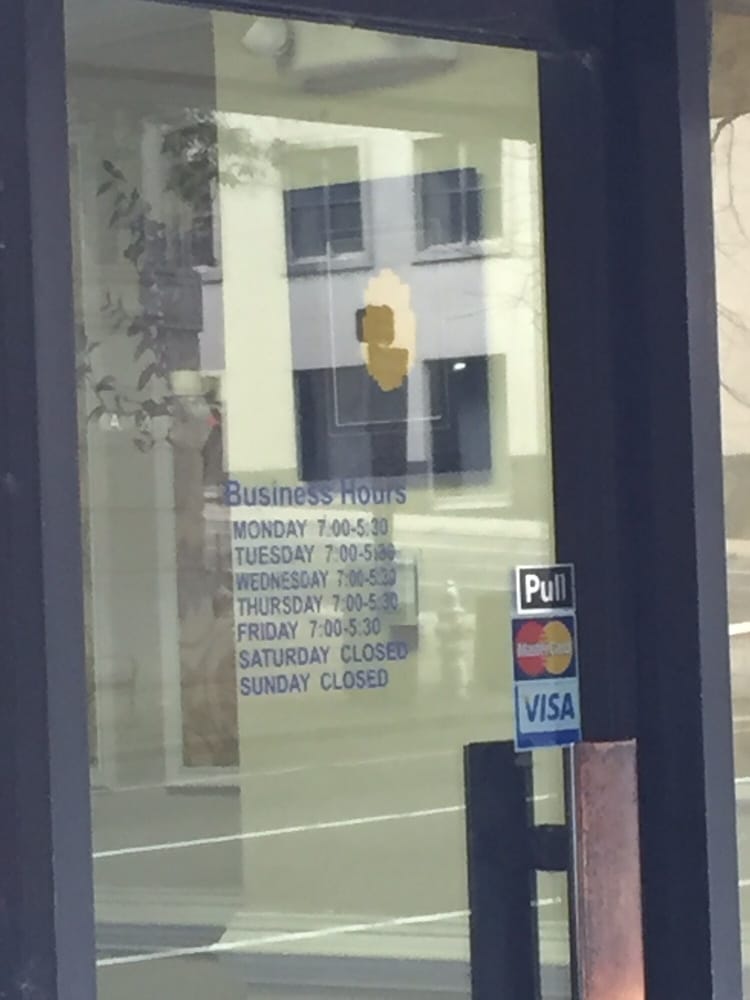 Business Hours
MONDAY 7:00-5:30
TUESDAY 7:00-5:30
WEDNESDAY 7:00-5:30
THURSDAY 7:00-5:30
FRIDAY 7:00-5:30
SATURDAY CLOSED
SUNDAY CLOSED
Pull
MasterCard
VISA